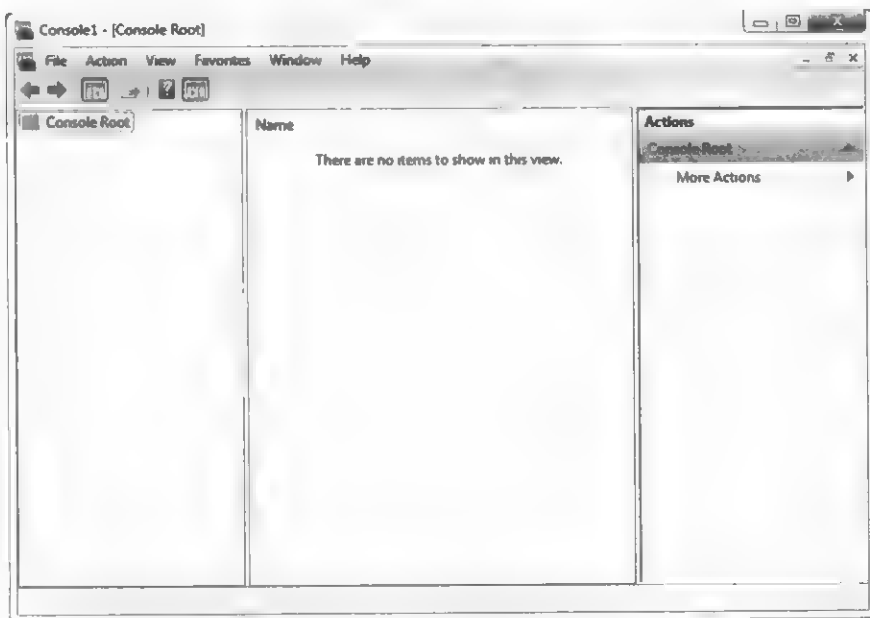 Console1 - [Console Root]
File Action View Favorites Window Help
Console Root
Name
There are no items to show in this view.
Actions
Console Root
More Actions